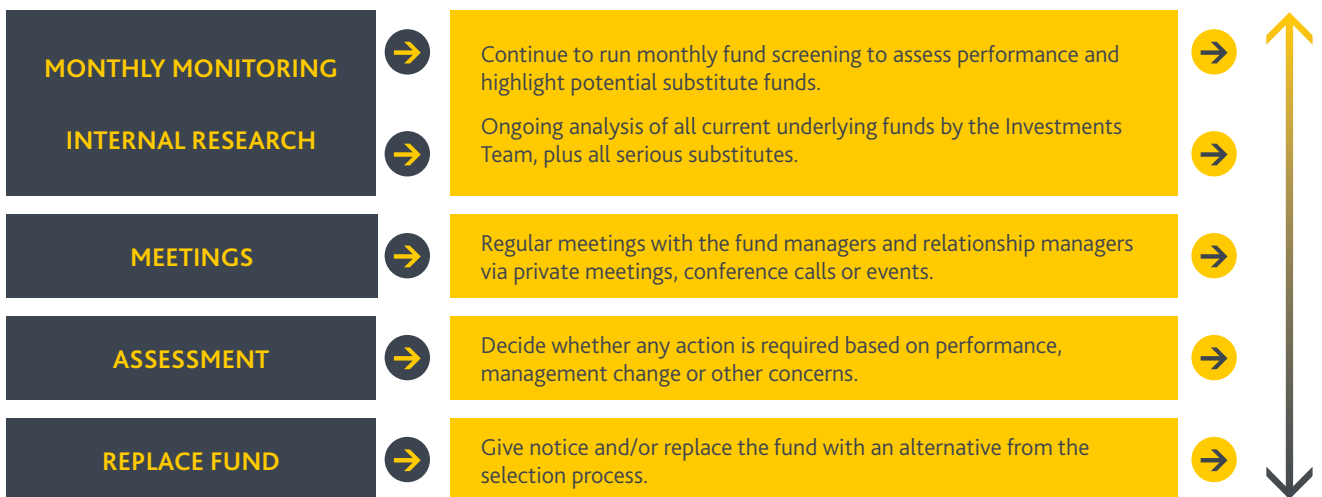 MONTHLY MONITORING
Continue to run monthly fund screening to assess performance and
highlight potential substitute funds.
INTERNAL RESEARCH
Ongoing analysis of all current underlying funds by the Investments
Team, plus all serious substitutes.
MEETINGS
Regular meetings with the fund managers and relationship managers
via private meetings, conference calls or events.
ASSESSMENT
Decide whether any action is required based on performance,
management change or other concerns.
REPLACE FUND
Give notice and/or replace the fund with an alternative from the
selection process.